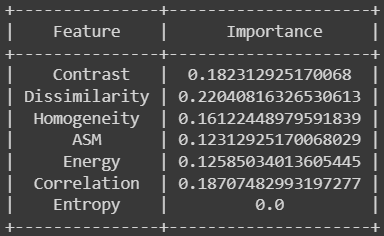 +----------------+---------------------+
| Feature | Importance |
+----------------+---------------------+
| Contrast | 0.182312925170068 |
| Dissimilarity | 0.22040816326530613 |
| Homogeneity | 0.16122448979591839 |
| ASM | 0.12312925170068029 |
| Energy | 0.12585034013605445 |
| Correlation | 0.18707482993197277 |
| Entropy | 0.0 |
+----------------+---------------------+